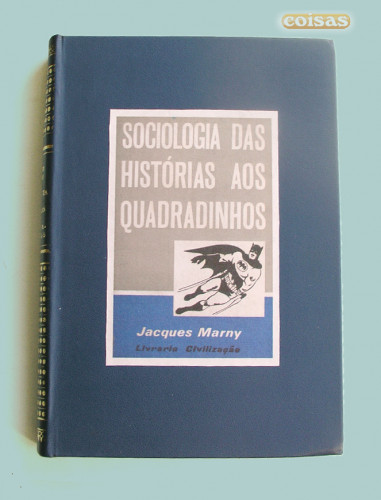 coisas
SOCIOLOGIA DAS
HISTÓRIAS AOS
QUADRADINHOS
Jacques Marny
Livraria Civilização